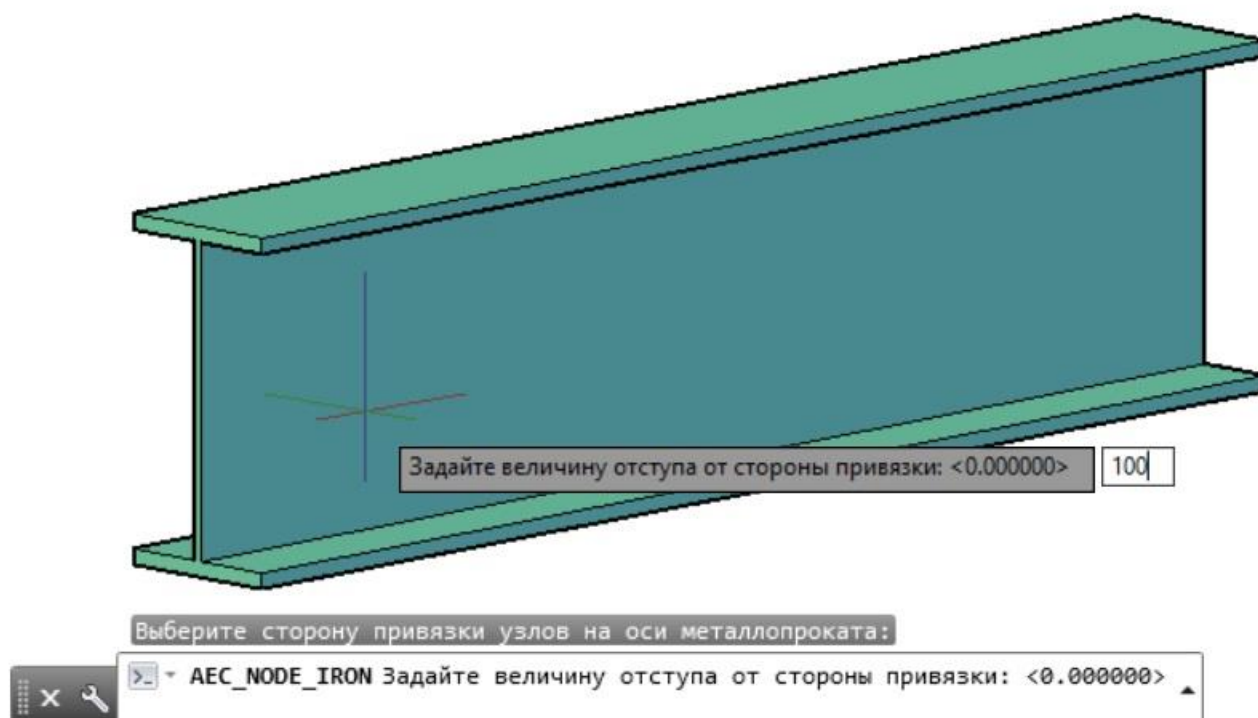 Задайте величину отступа от стороны привязки: <0.000000> 100
Выберите сторону привязки узлов на оси металлопроката:
AEC_NODE_IRON Задайте величину отступа от стороны привязки: <0.000000>